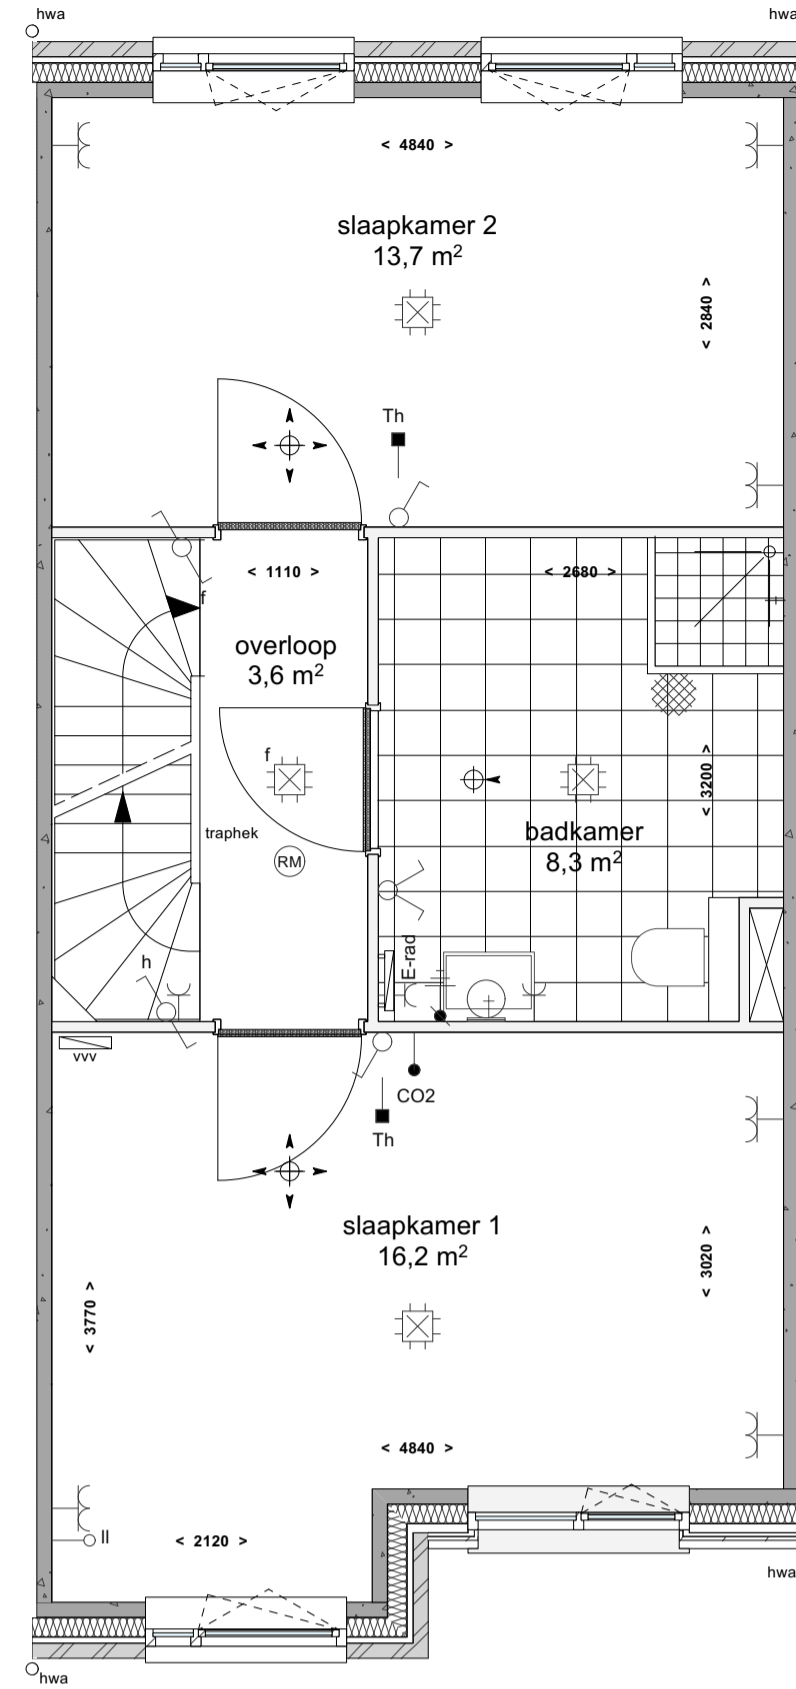 hwa
hwa
< 4840 >
slaapkamer 2
13,7 m²
< 2840 >
Th
< 1110 >
< 2680 >
f
overloop
3,6 m²
f
< 3200 >
traphek
badkamer
8,3 m²
RM
E-rad
h
vvv
CO2
Th
slaapkamer 1
16,2 m²
< 3020 >
< 3770 >
< 4840 >
ll
< 2120 >
hwa
hwa